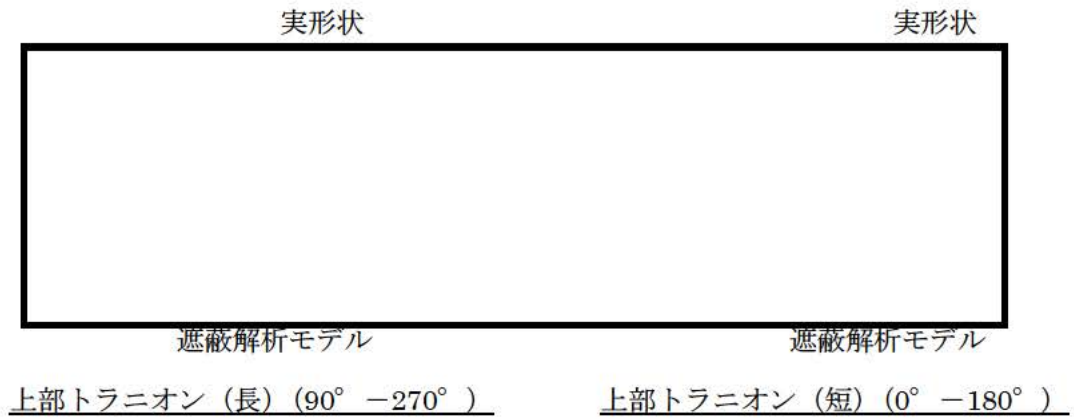 実形状 実形状
遮蔽解析モデル 遮蔽解析モデル
上部トラニオン（長）(90°－270°） 上部トラニオン（短）(0°－180°）